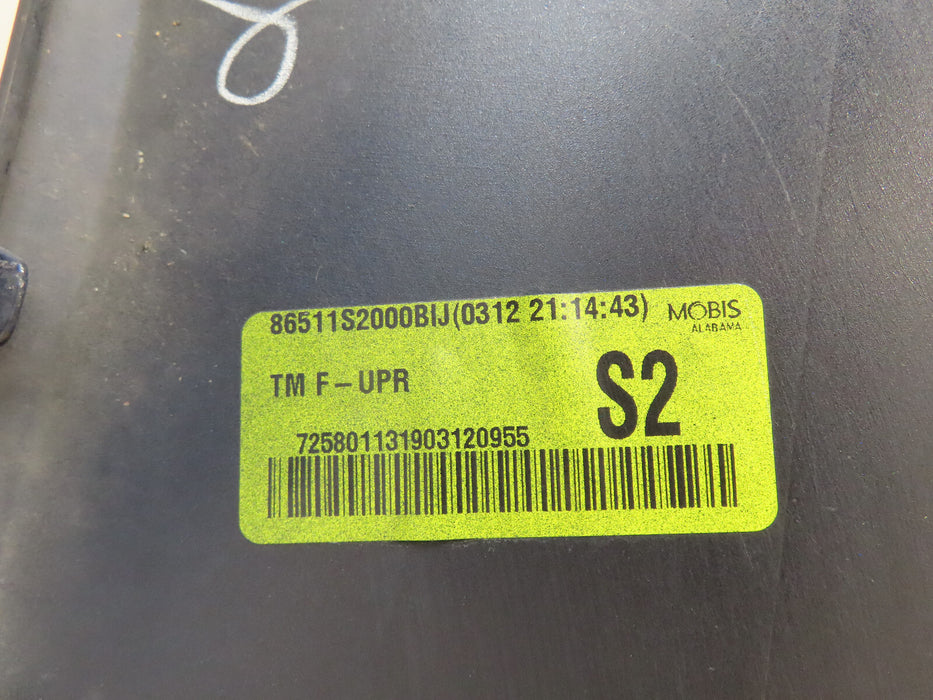 86511S2000BIJ(0312 21:14:43) MOBIS
ALABAMA
TM F-UPR
S2
725801131903120955